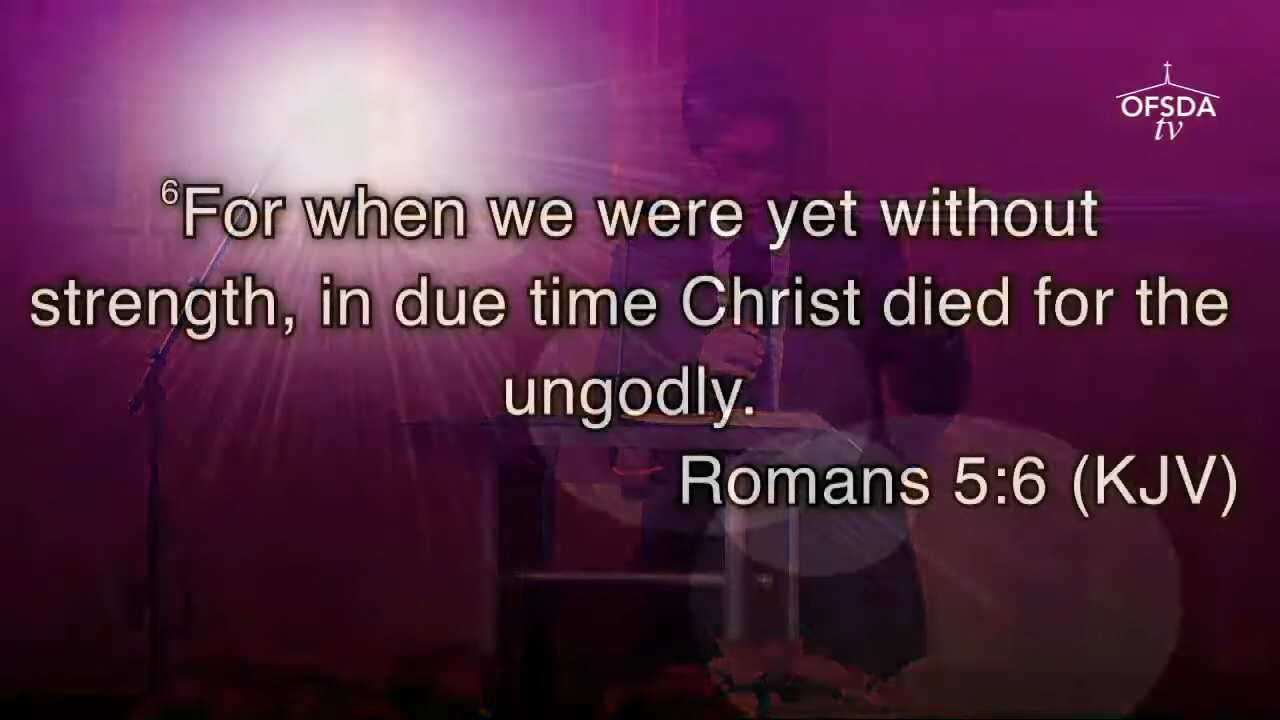 OFSDA
tv
⁶For when we were yet without
strength, in due time Christ died for the
ungodly.
Romans 5:6 (KJV)